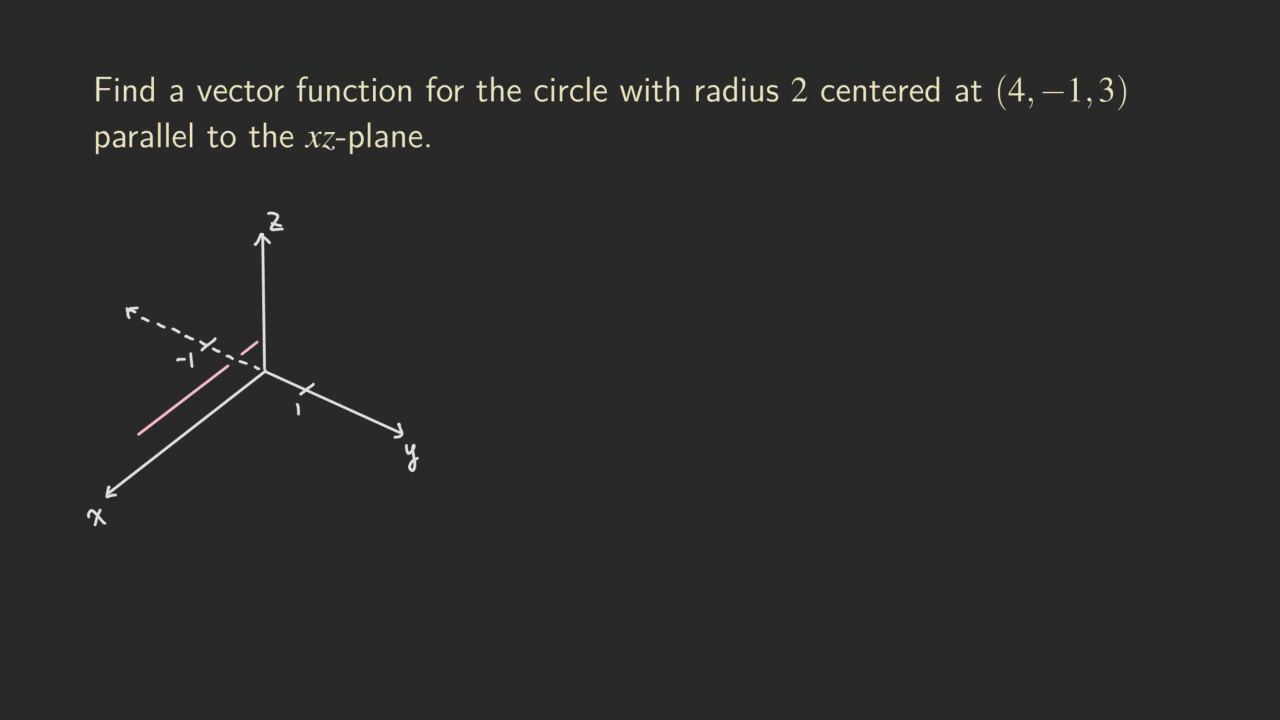 Find a vector function for the circle with radius 2 centered at (4, −1, 3)
parallel to the xz-plane.
z
-1
1
y
x